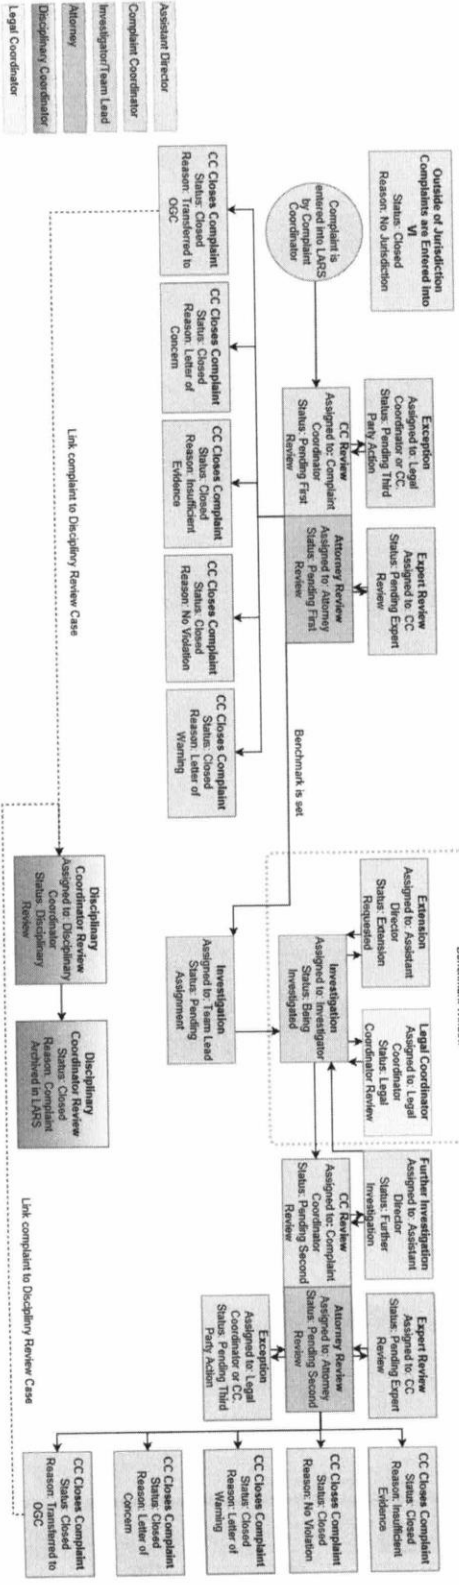 Outside of Jurisdiction
Complaints are Entered into
VI
Status: Closed
Reason: No Jurisdiction
Complaint is
entered into LARS
by Complaint
Coordinator
Exception
Assigned to: Legal
Coordinator or CC,
Status: Pending Third
Party Action
Expert Review
Assigned to: CC
Status: Pending Expert
Review
CC Review
Assigned to: Complaint
Coordinator
Status: Pending First
Review
Attorney Review
Assigned to: Attorney
Status: Pending First
Review
CC Closes Complaint
Status: Closed
Reason: Transferred to
OGC
CC Closes Complaint
Status: Closed
Reason: Letter of
Concern
CC Closes Complaint
Status: Closed
Reason: Insufficient
Evidence
CC Closes Complaint
Status: Closed
Reason: No Violation
CC Closes Complaint
Status: Closed
Reason: Letter of
Warning
Benchmark is set
Extension
Assigned to: Assistant
Director
Status: Extension
Requested
Legal Coordinator
Assigned to: Legal
Coordinator
Status: Legal
Coordinator Review
Investigation
Assigned to: Investigator
Status: Being
Investigated
Investigation
Assigned to: Team Lead
Status: Pending
Assignment
Further Investigation
Assigned to: Assistant
Director
Status: Further
Investigation
Expert Review
Assigned to: CC
Status: Pending Expert
Review
CC Review
Assigned to: Complaint
Coordinator
Status: Pending Second
Review
Attorney Review
Assigned to: Attorney
Status: Pending Second
Review
Exception
Assigned to: Legal
Coordinator or CC,
Status: Pending Third
Party Action
CC Closes Complaint
Status: Closed
Reason: Insufficient
Evidence
CC Closes Complaint
Status: Closed
Reason: No Violation
CC Closes Complaint
Status: Closed
Reason: Letter of
Warning
CC Closes Complaint
Status: Closed
Reason: Letter of
Concern
CC Closes Complaint
Status: Closed
Reason: Transferred to
OGC
Link complaint to Disciplinry Review Case
Disciplinary
Coordinator Review
Assigned to: Disciplinary
Coordinator
Status: Disciplinary
Review
Disciplinary
Coordinator Review
Status: Closed
Reason: Complaint
Archived in LARS
Link complaint to Disciplinry Review Case
Assistant Director
Complaint Coordinator
Investigator/Team Lead
Attorney
Disciplinary Coordinator
Legal Coordinator